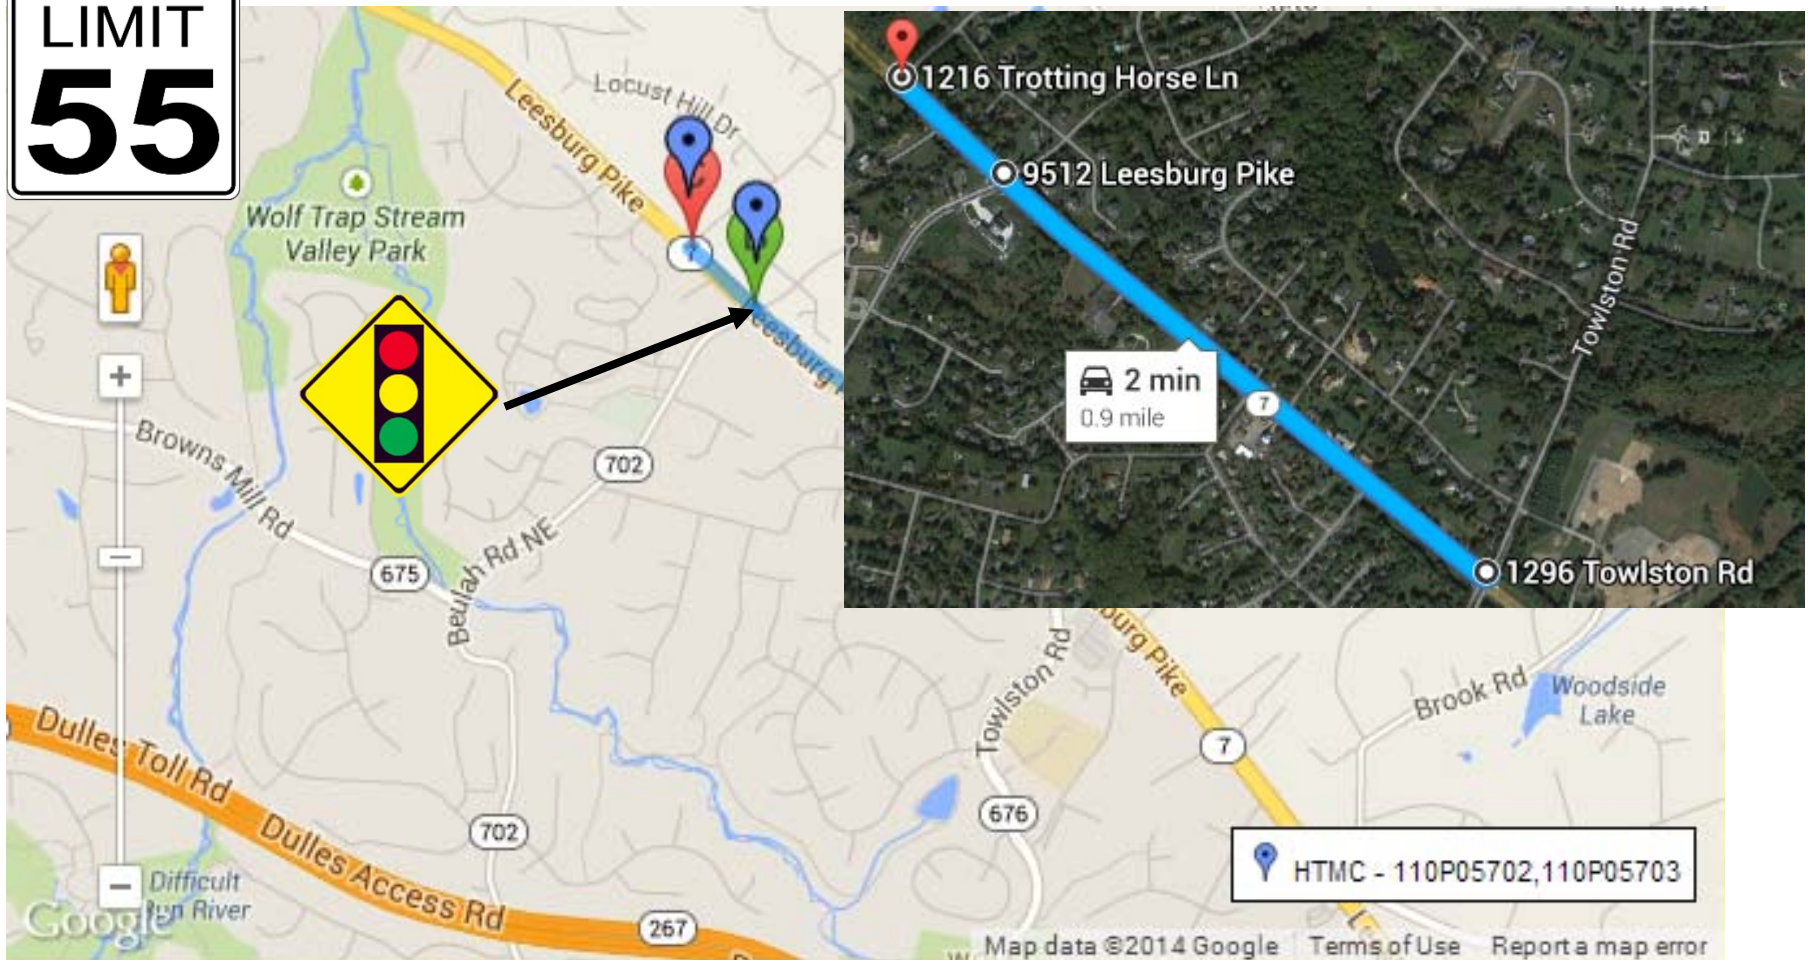 LIMIT
55
Leesburg Pike
Locust Hill Dr
Wolf Trap Stream
Valley Park
7
1216 Trotting Horse Ln
9512 Leesburg Pike
Towlston Rd
2 min
0.9 mile
7
1296 Towlston Rd
Browns Mill Rd
702
675
Beulah Rd NE
Towlston Rd
Brook Rd
Woodside
Lake
7
Dulles Toll Rd
702
676
Dulles Access Rd
HTMC - 110P05702,110P05703
Difficult
Run River
Google
267
Map data ©2014 Google
Terms of Use
Report a map error